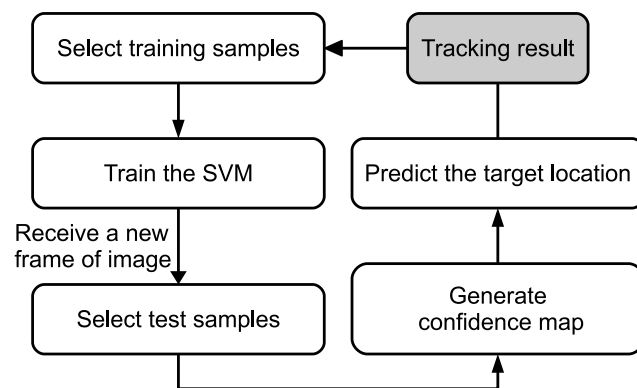 Select training samples
Tracking result
Train the SVM
Predict the target location
Receive a new
frame of image
Select test samples
Generate
confidence map